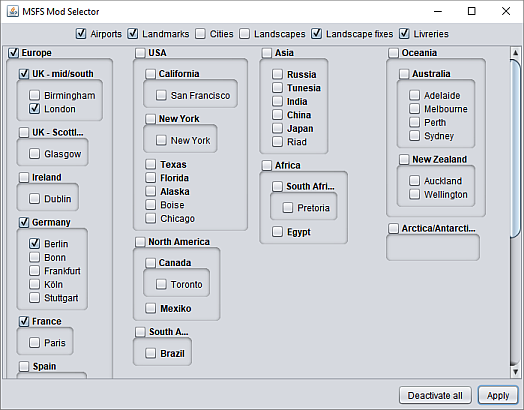 MSFS Mod Selector
Airports Landmarks Cities Landscapes Landscape fixes Livreries
Europe
UK - mid/south
Birmingham
London
UK - Scottl...
Glasgow
Ireland
Dublin
Germany
Berlin
Bonn
Frankfurt
Köln
Stuttgart
France
Paris
Spain
USA
California
San Francisco
New York
New York
Texas
Florida
Alaska
Boise
Chicago
North America
Canada
Toronto
Mexiko
South A...
Brazil
Asia
Russia
Tunesia
India
China
Japan
Riad
Africa
South Afri...
Pretoria
Egypt
Oceania
Australia
Adelaide
Melbourne
Perth
Sydney
New Zealand
Auckland
Wellington
Arctica/Antarcti...
Deactivate all Apply